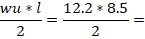 wu * l / 2 = 12.2 * 8.5 / 2 =